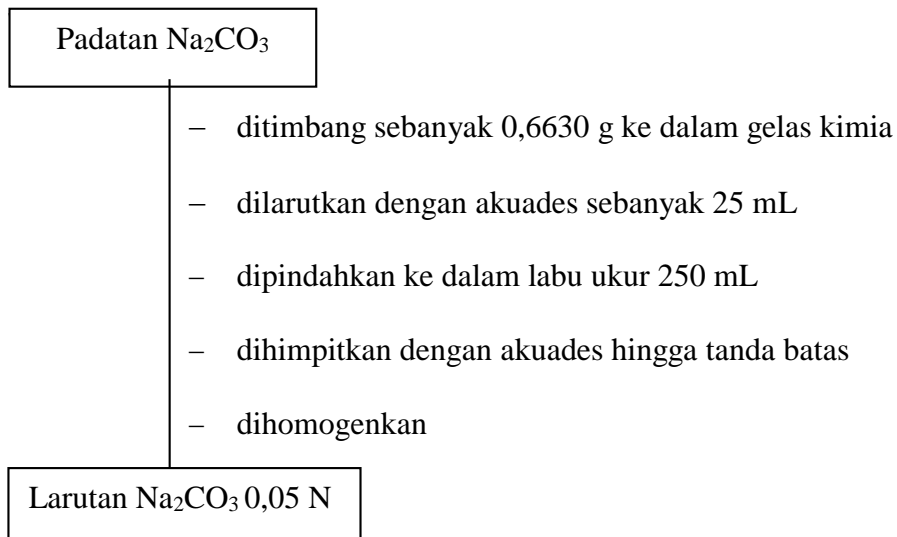 Padatan Na₂CO₃
– ditimbang sebanyak 0,6630 g ke dalam gelas kimia
– dilarutkan dengan akuades sebanyak 25 mL
– dipindahkan ke dalam labu ukur 250 mL
– dihimpitkan dengan akuades hingga tanda batas
– dihomogenkan
Larutan Na₂CO₃ 0,05 N